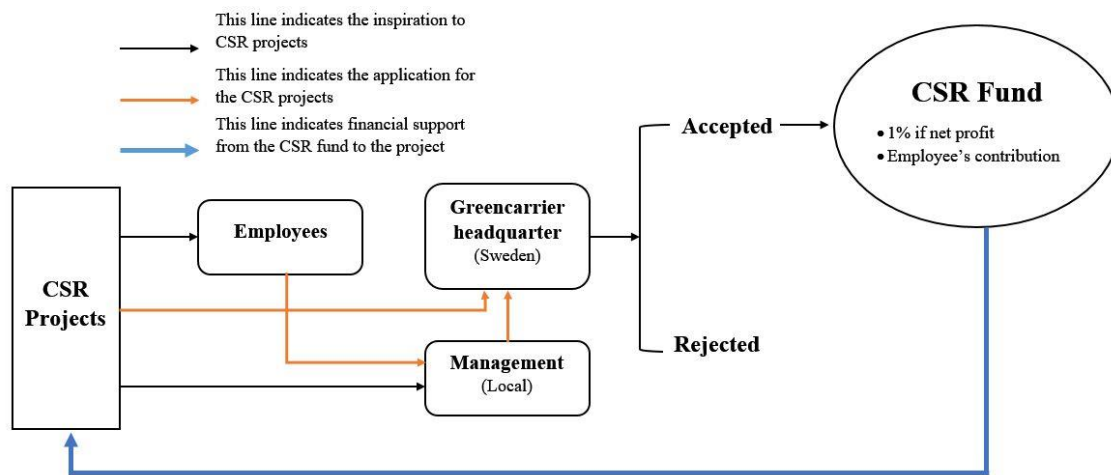 This line indicates the inspiration to
CSR projects
This line indicates the application for
the CSR projects
This line indicates financial support
from the CSR fund to the project
CSR Fund
• 1% if net profit
• Employee's contribution
Accepted
Rejected
Greencarrier
headquarter
(Sweden)
Employees
CSR
Projects
Management
(Local)